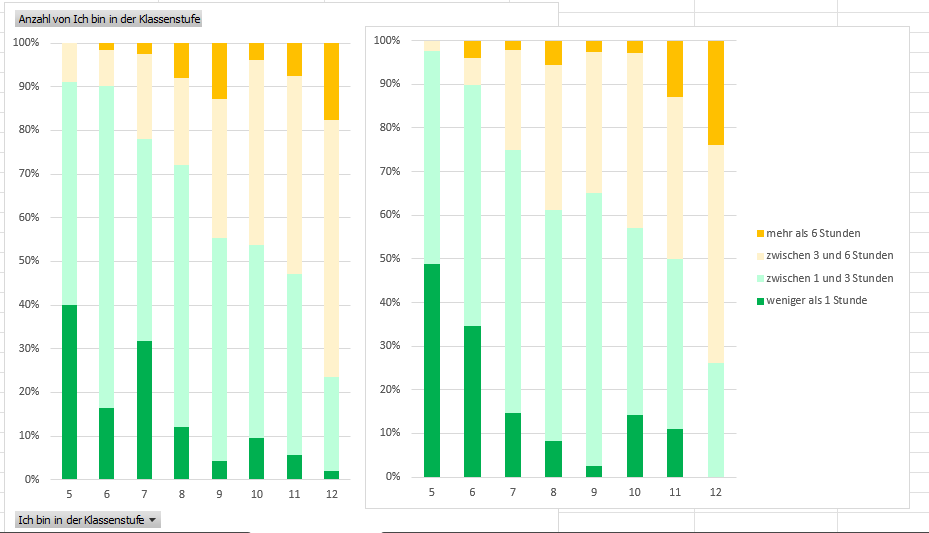 Anzahl von Ich bin in der Klassenstufe
100%
90%
80%
70%
60%
50%
40%
30%
20%
10%
0%
5 6 7 8 9 10 11 12
Ich bin in der Klassenstufe
100%
90%
80%
70%
60%
50%
40%
30%
20%
10%
0%
5 6 7 8 9 10 11 12
mehr als 6 Stunden
zwischen 3 und 6 Stunden
zwischen 1 und 3 Stunden
weniger als 1 Stunde